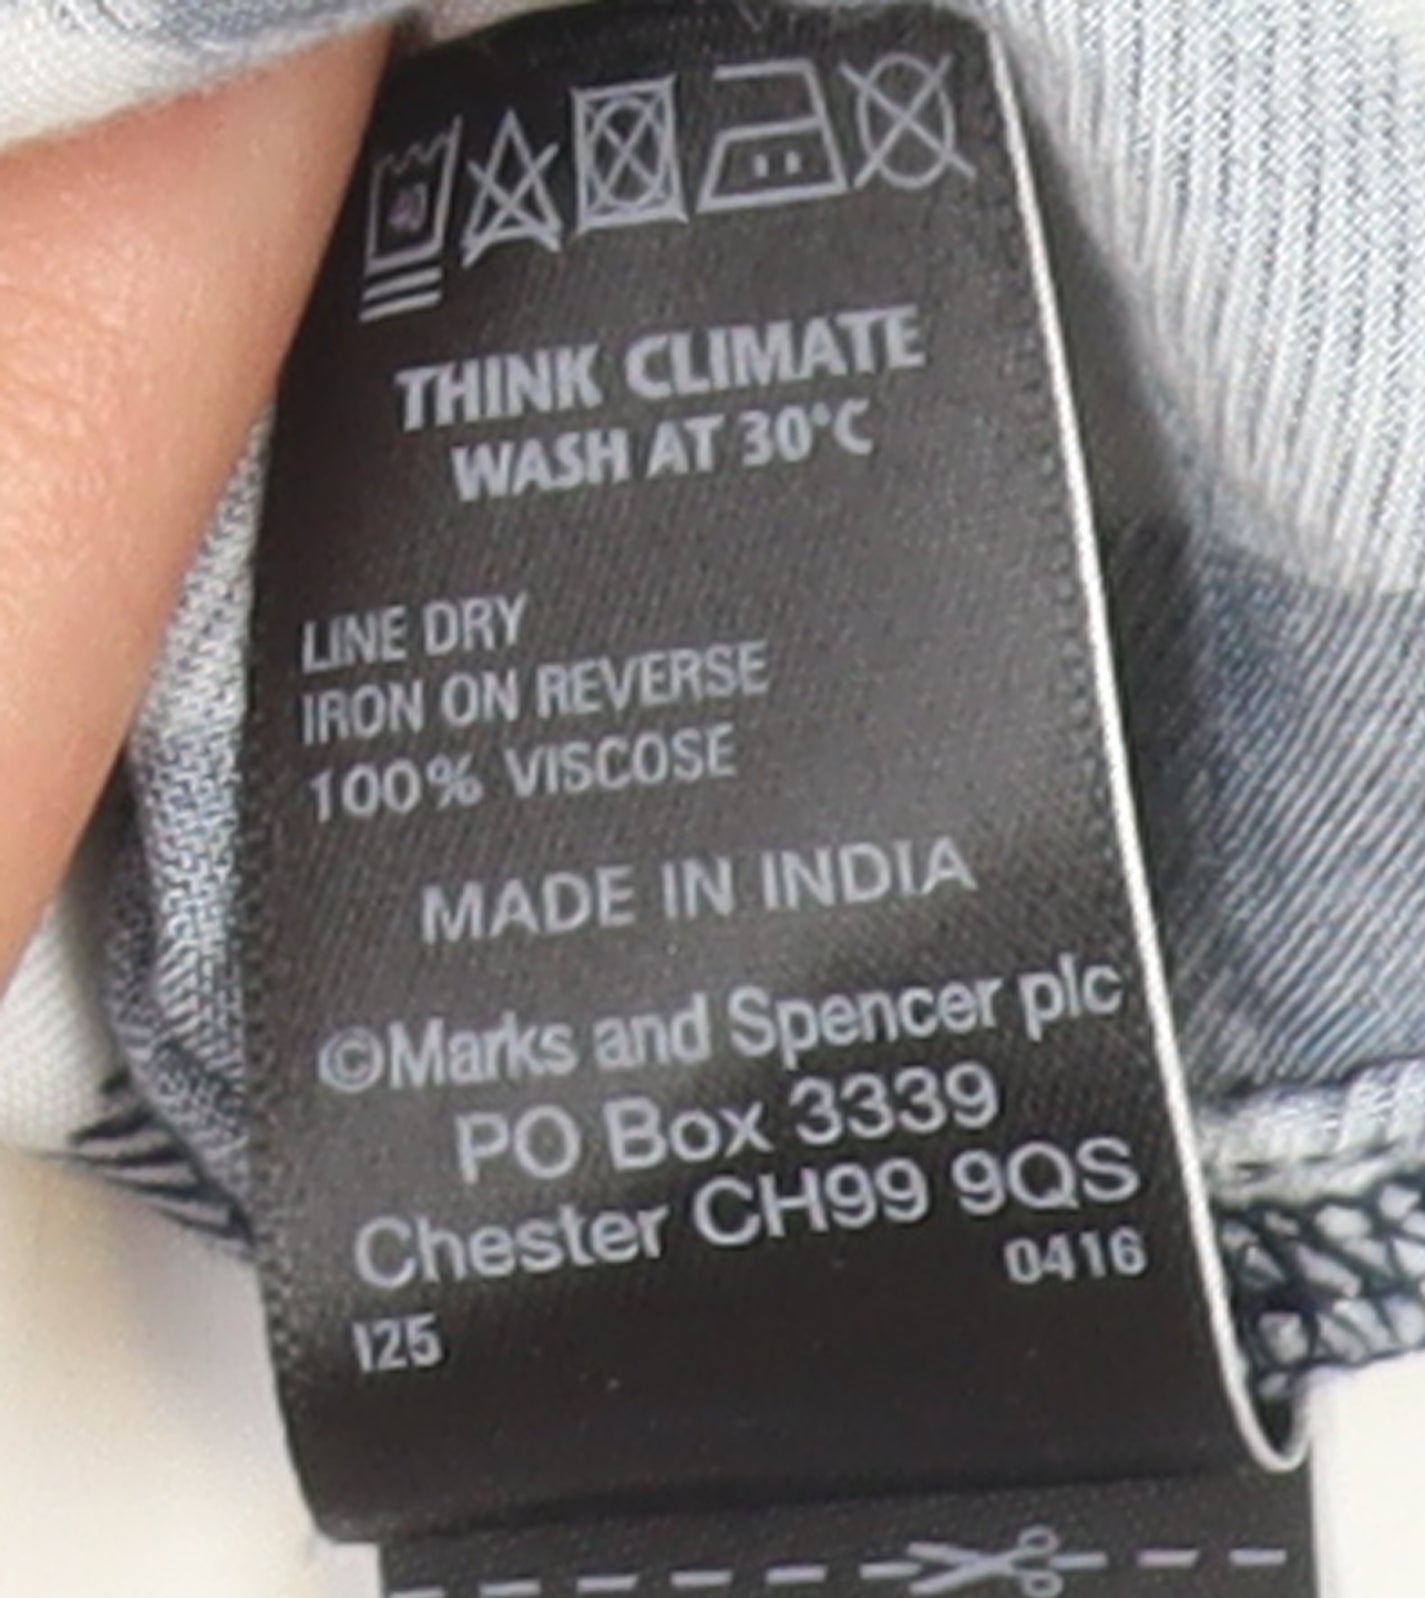 THINK CLIMATE
WASH AT 30°C
LINE DRY
IRON ON REVERSE
100% VISCOSE
MADE IN INDIA
©Marks and Spencer plc
PO Box 3339
Chester CH99 9QS
0416
I25